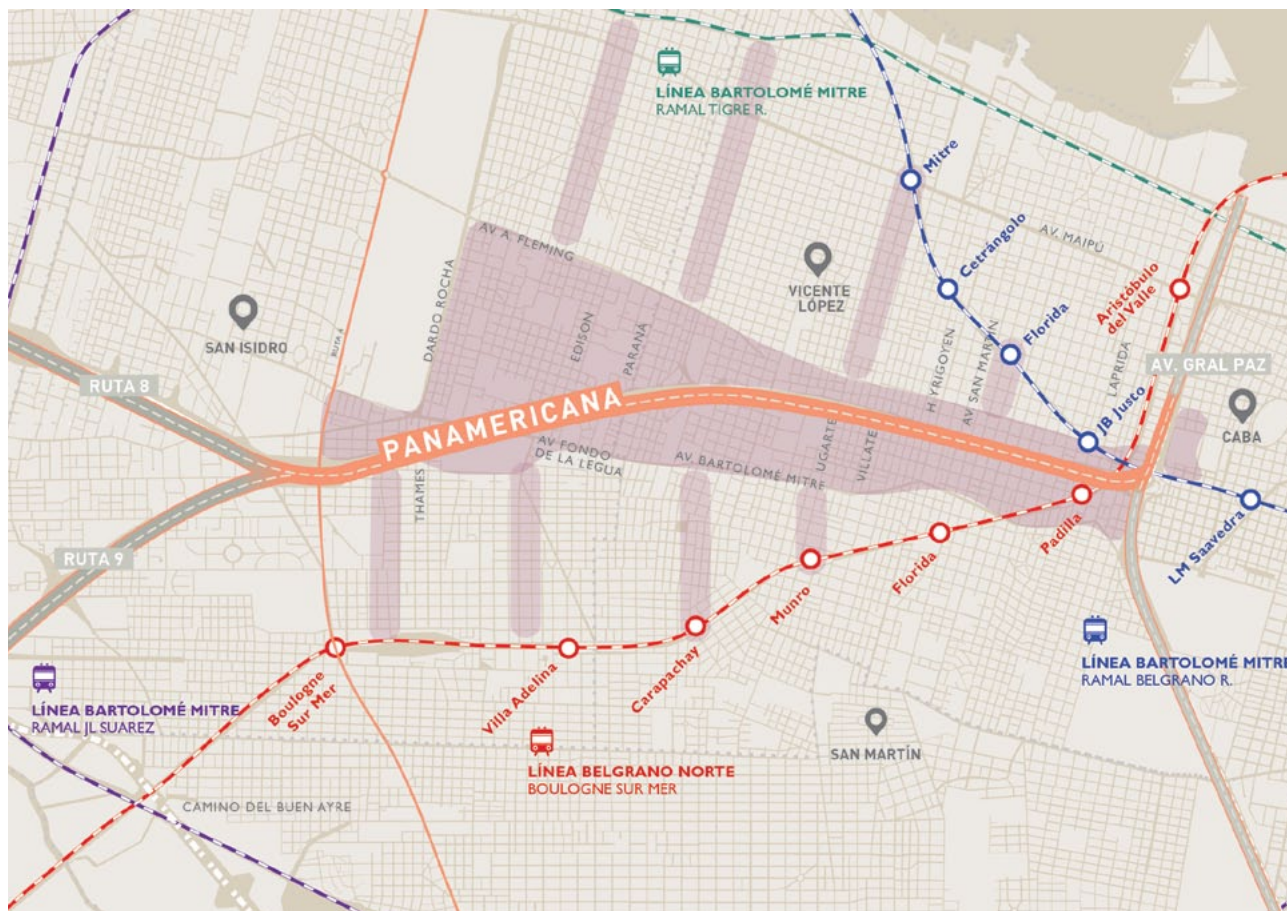 LÍNEA BARTOLOMÉ MITRE
RAMAL TIGRE R.
Mitre
AV. MAIPÚ
Cetrángolo
Aristóbulo
del Valle
AV A. FLEMING
VICENTE
LÓPEZ
SAN ISIDRO
RUTA 4
DARDO ROCHA
EDISON
PARANÁ
Florida
H. YRIGOYEN
AV. SAN MARTÍN
LAPRIDA
AV. GRAL PAZ
RUTA 8
PANAMERICANA
JB Justo
CABA
THAMES
AV FONDO
DE LA LEGUA
AV. BARTOLOMÉ MITRE
UGARTE
VILLATE
RUTA 9
Padilla
LM Saavedra
Florida
Munro
Carapachay
Villa Adelina
Boulogne
Sur Mer
LÍNEA BARTOLOMÉ MITRE
RAMAL BELGRANO R.
LÍNEA BARTOLOMÉ MITRE
RAMAL JL SUAREZ
LÍNEA BELGRANO NORTE
BOULOGNE SUR MER
SAN MARTÍN
CAMINO DEL BUEN AYRE